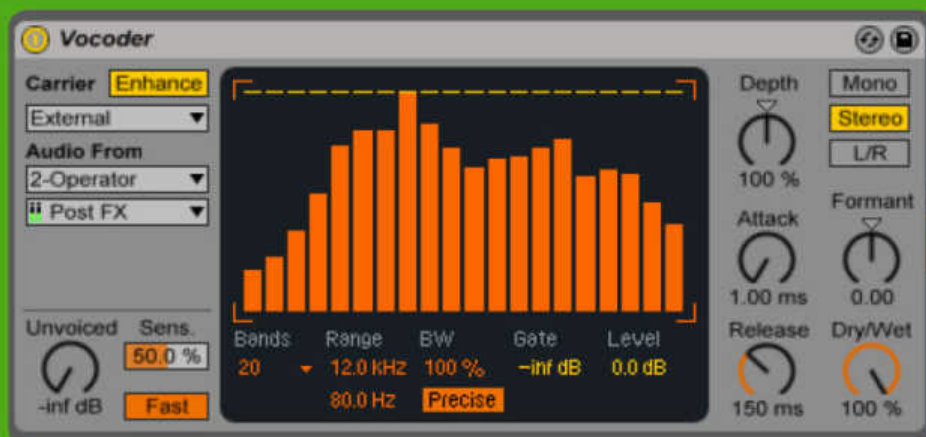 Vocoder
Carrier Enhance
External
Audio From
2-Operator
Post FX
Unvoiced Sens.
50.0 %
-inf dB Fast
Bands Range BW Gate Level
20 12.0 kHz 100 % -inf dB 0.0 dB
80.0 Hz Precise
Depth
100 %
Attack
1.00 ms
Release
150 ms
Mono
Stereo
L/R
Formant
0.00
Dry/Wet
100 %